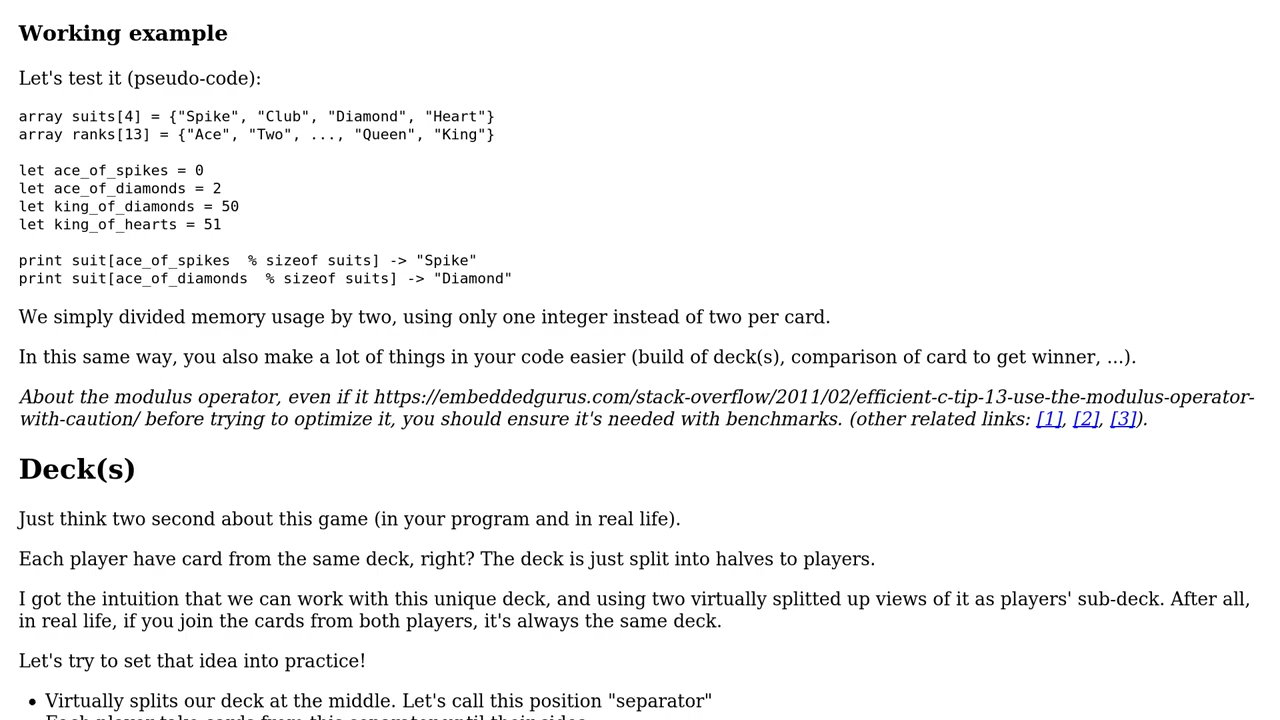 Working example
Let's test it (pseudo-code):
array suits[4] = {"Spike", "Club", "Diamond", "Heart"}
array ranks[13] = {"Ace", "Two", ..., "Queen", "King"}
let ace_of_spikes = 0
let ace_of_diamonds = 2
let king_of_diamonds = 50
let king_of_hearts = 51
print suit[ace_of_spikes  % sizeof suits] -> "Spike"
print suit[ace_of_diamonds  % sizeof suits] -> "Diamond"
We simply divided memory usage by two, using only one integer instead of two per card.
In this same way, you also make a lot of things in your code easier (build of deck(s), comparison of card to get winner, ...).
About the modulus operator, even if it https://embeddedgurus.com/stack-overflow/2011/02/efficient-c-tip-13-use-the-modulus-operator-
with-caution/ before trying to optimize it, you should ensure it's needed with benchmarks. (other related links: [1], [2], [3]).
Deck(s)
Just think two second about this game (in your program and in real life).
Each player have card from the same deck, right? The deck is just split into halves to players.
I got the intuition that we can work with this unique deck, and using two virtually splitted up views of it as players' sub-deck. After all,
in real life, if you join the cards from both players, it's always the same deck.
Let's try to set that idea into practice!
• Virtually splits our deck at the middle. Let's call this position "separator"
• Each player take cards from this separator until their sides